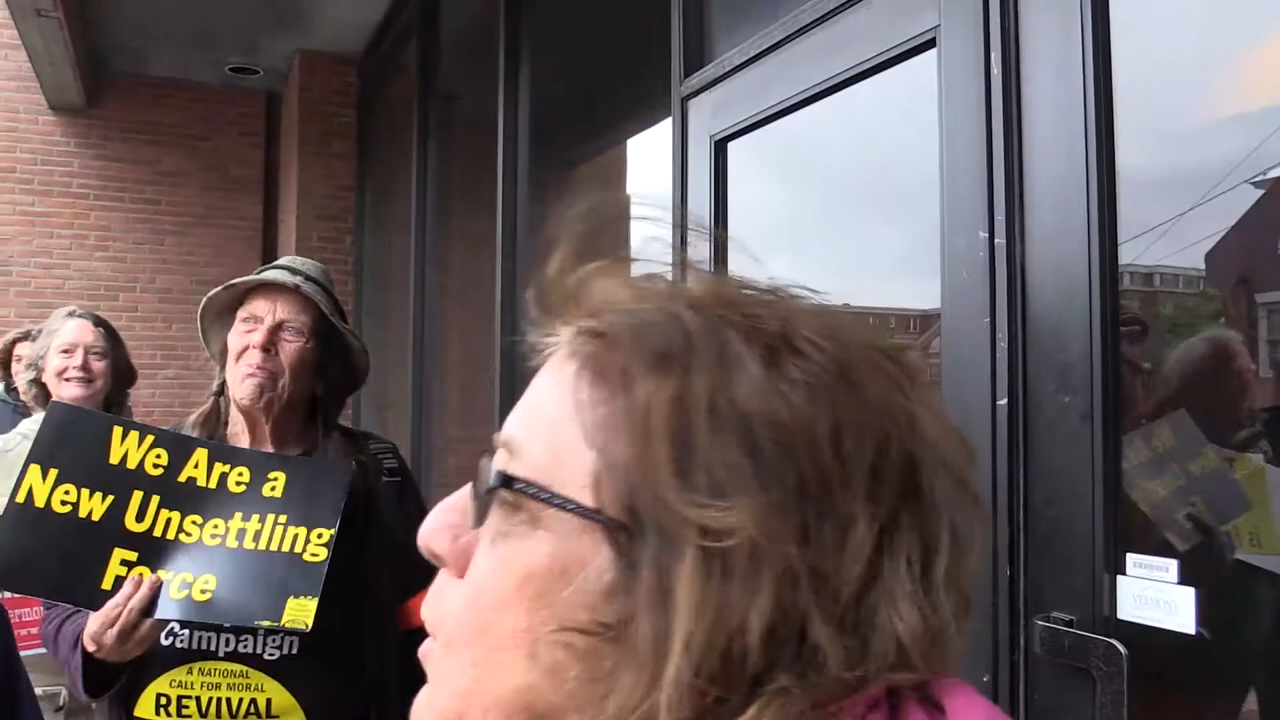 We Are a
New Unsettling
Force
Campaign
A NATIONAL
CALL FOR MORAL
REVIVAL
VERMONT